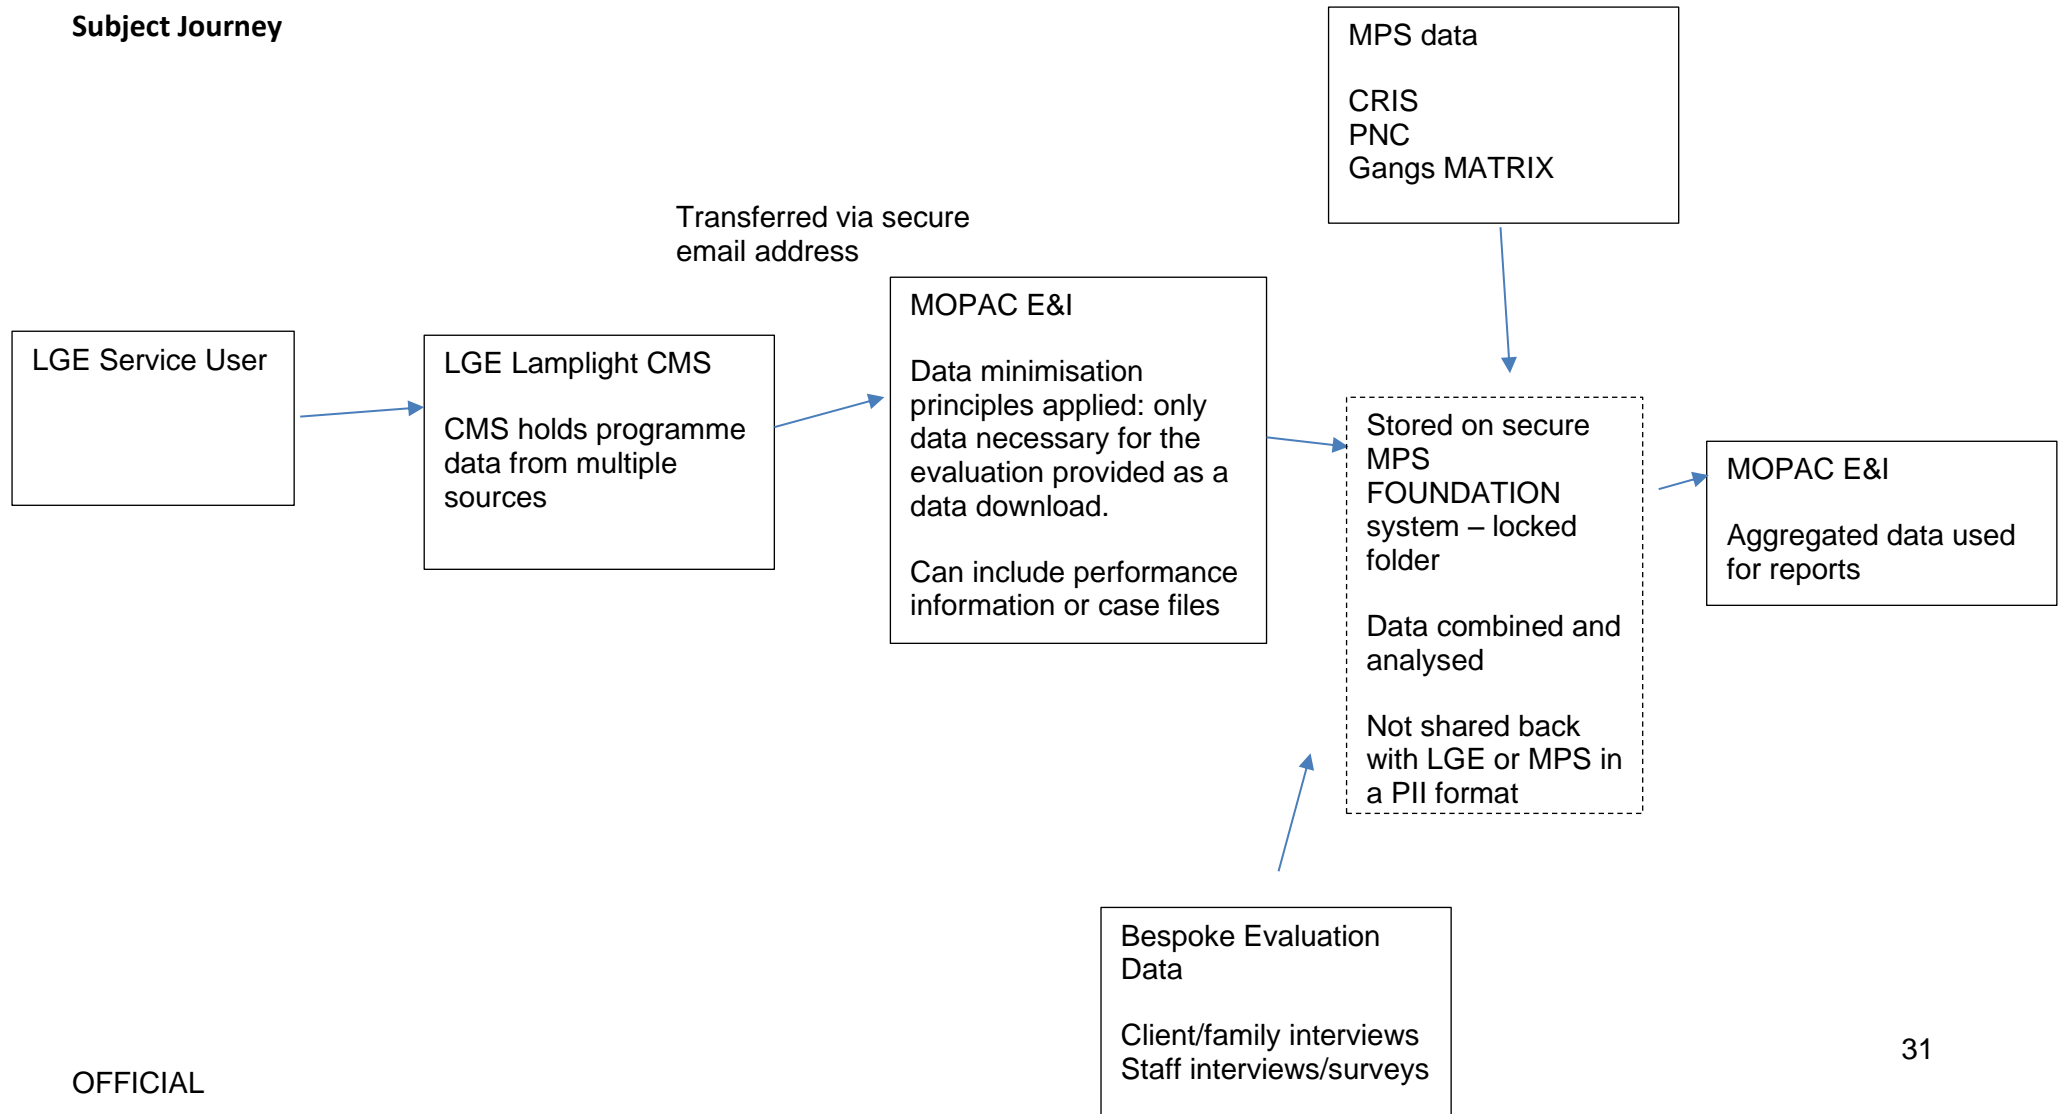 Subject Journey
MPS data
CRIS
PNC
Gangs MATRIX
Transferred via secure
email address
LGE Service User
LGE Lamplight CMS
CMS holds programme
data from multiple
sources
MOPAC E&I
Data minimisation
principles applied: only
data necessary for the
evaluation provided as a
data download.
Can include performance
information or case files
Stored on secure
MPS
FOUNDATION
system – locked
folder
Data combined and
analysed
Not shared back
with LGE or MPS in
a PII format
MOPAC E&I
Aggregated data used
for reports
Bespoke Evaluation
Data
Client/family interviews
Staff interviews/surveys
31
OFFICIAL